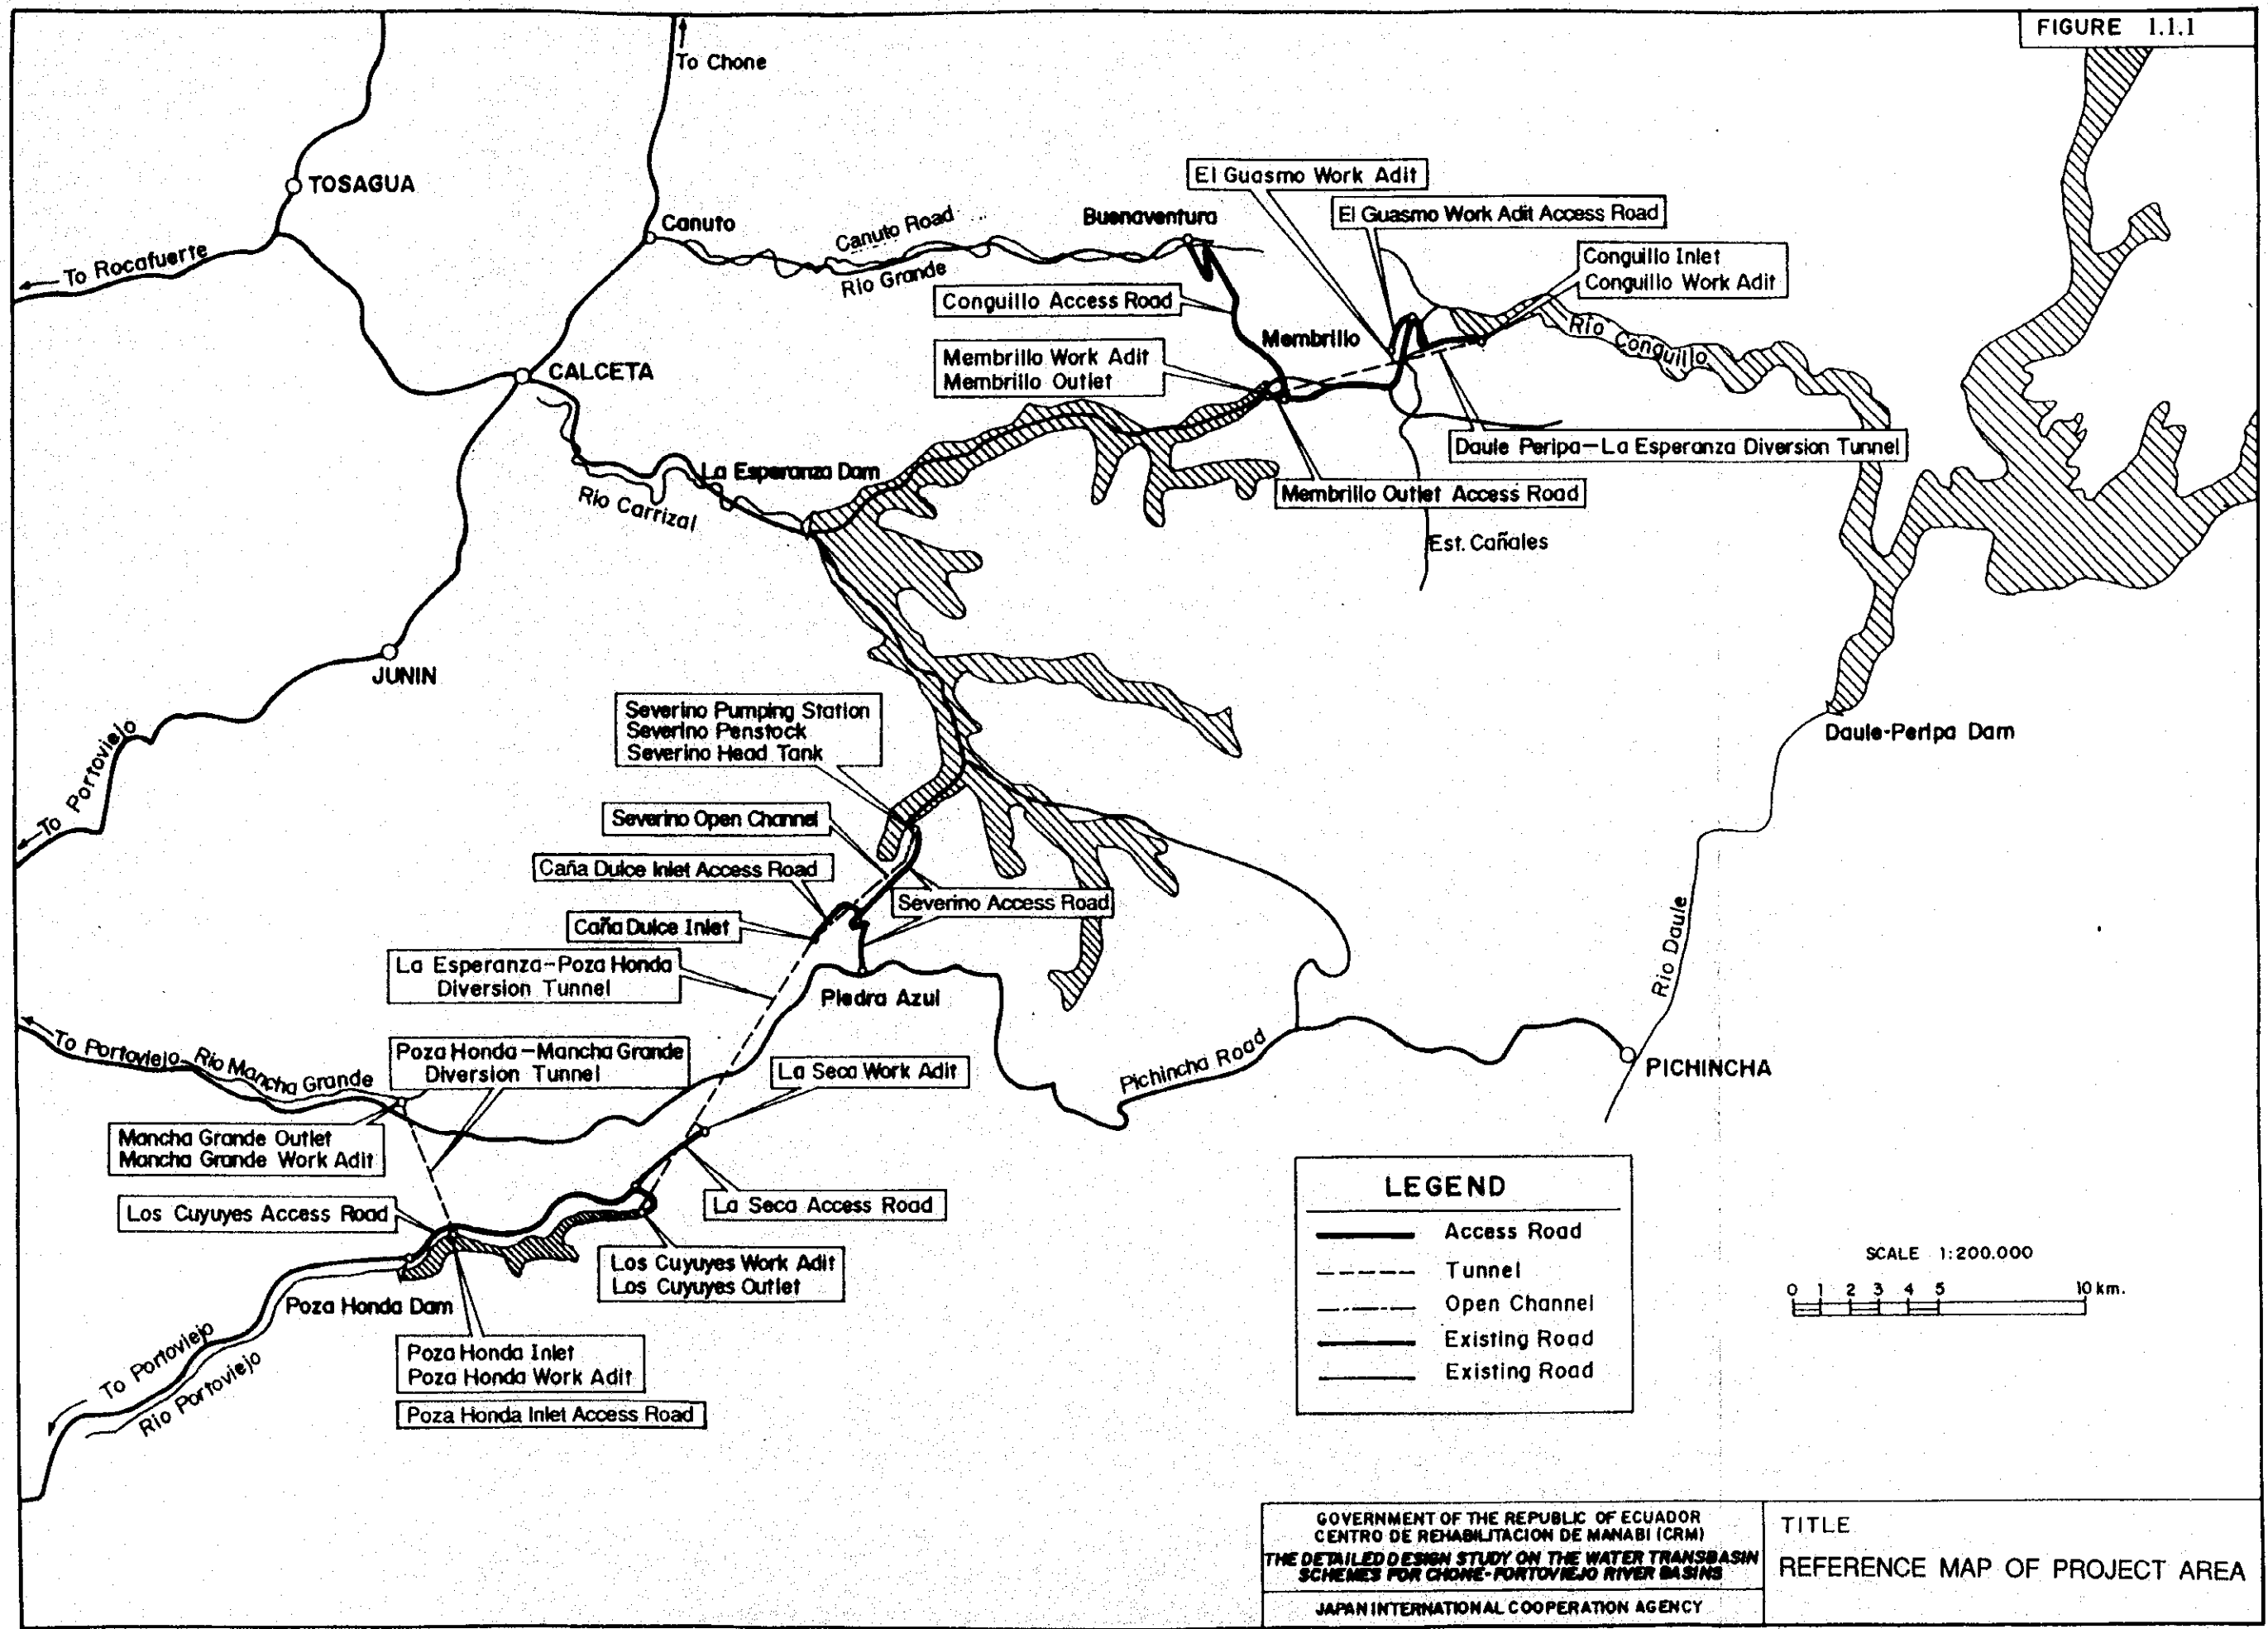 FIGURE 1.1.1
To Chone
TOSAGUA
El Guasmo Work Adit
El Guasmo Work Adit Access Road
Canuto
Canuto Road
Buenaventura
To Rocafuerte
Río Grande
Conguillo Inlet
Conguillo Work Adit
Conguillo Access Road
Membrillo
Río Conguillo
Membrillo Work Adit
Membrillo Outlet
CALCETA
Daule Peripa-La Esperanza Diversion Tunnel
La Esperanza Dam
Membrillo Outlet Access Road
Río Carrizal
Est. Cañales
JUNIN
Severino Pumping Station
Severino Penstock
Severino Head Tank
Daule-Peripa Dam
To Portoviejo
Severino Open Channel
Caña Dulce Inlet Access Road
Severino Access Road
Caña Dulce Inlet
Río Daule
La Esperanza-Poza Honda
Diversion Tunnel
Piedra Azul
To Portoviejo
Río Mancha Grande
Poza Honda-Mancha Grande
Diversion Tunnel
La Seca Work Adit
Pichincha Road
PICHINCHA
Mancha Grande Outlet
Mancha Grande Work Adit
La Seca Access Road
Los Cuyuyes Access Road
Los Cuyuyes Work Adit
Los Cuyuyes Outlet
Poza Honda Dam
Poza Honda Inlet
Poza Honda Work Adit
Poza Honda Inlet Access Road
To Portoviejo
Río Portoviejo
LEGEND
Access Road
Tunnel
Open Channel
Existing Road
Existing Road
SCALE 1:200.000
0 1 2 3 4 5 10 km.
GOVERNMENT OF THE REPUBLIC OF ECUADOR
CENTRO DE REHABILITACION DE MANABI (CRM)
THE DETAILED DESIGN STUDY ON THE WATER TRANSBASIN
SCHEMES FOR CHONE-PORTOVIEJO RIVER BASINS
JAPAN INTERNATIONAL COOPERATION AGENCY
TITLE
REFERENCE MAP OF PROJECT AREA